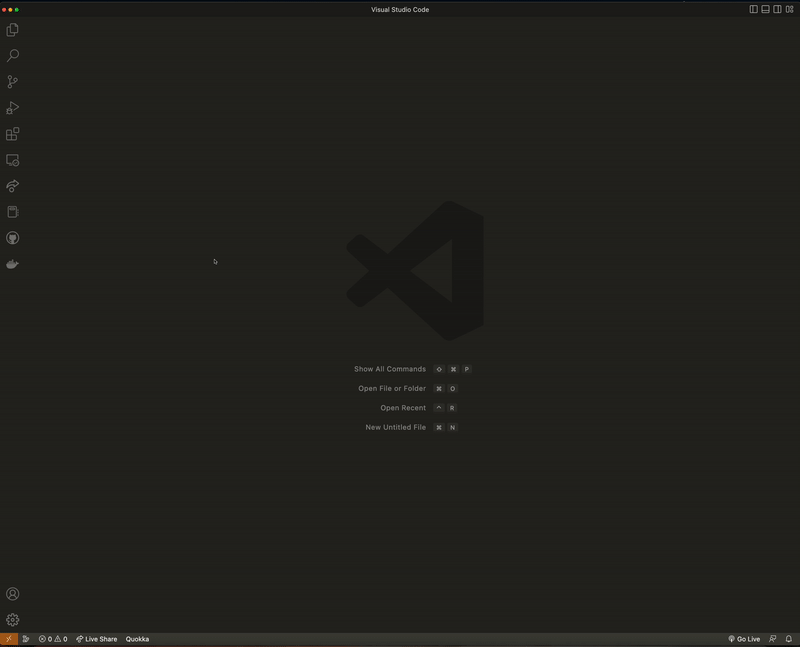 Visual Studio Code
Show All Commands ⇧ ⌘ P
Open File or Folder ⌘ O
Open Recent ⌃ R
New Untitled File ⌘ N
0 0 Live Share Quokka Go Live